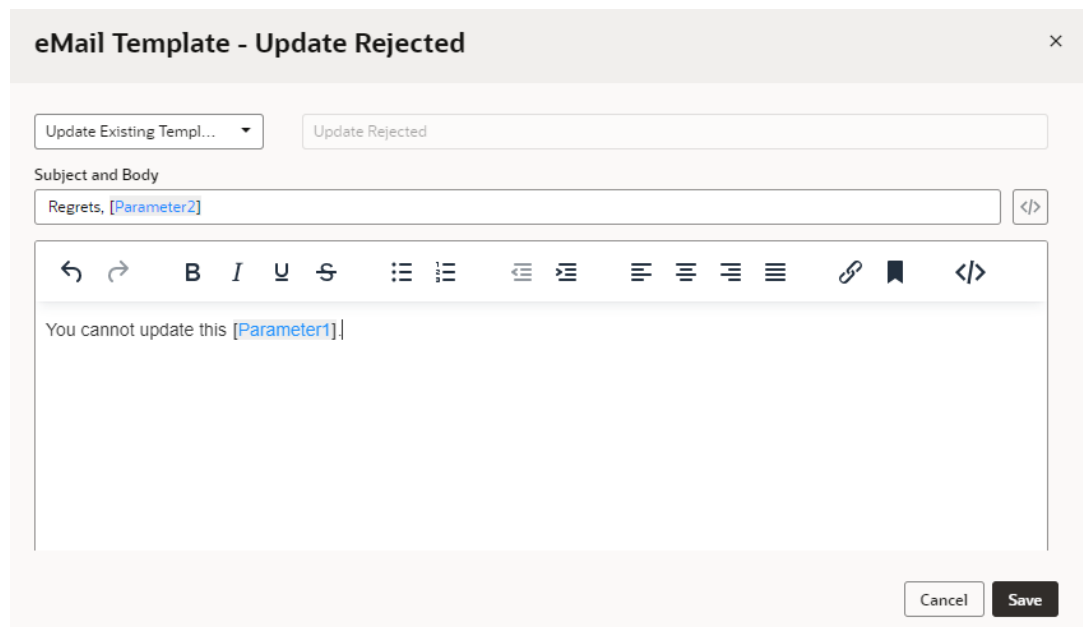 eMail Template - Update Rejected
Update Existing Templ...
Update Rejected
Subject and Body
Regrets, [Parameter2]
You cannot update this [Parameter1].
Cancel
Save